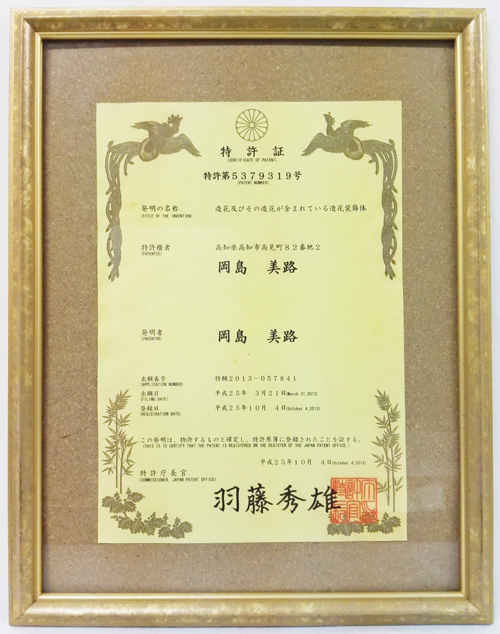 特許証
(CERTIFICATE OF PATENT)
特許第5379319号
(PATENT NUMBER)
発明の名称 造花及びその造花が含まれている造花装飾体
(TITLE OF THE INVENTION)
特許権者 高知県高知市高見町82番地2
(PATENTEE)
岡島 美路
発明者 岡島 美路
(INVENTOR)
出願番号 特願2013-057841
(APPLICATION NUMBER)
出願日 平成25年 3月21日(March 21,2013)
(FILING DATE)
登録日 平成25年10月 4日(October 4,2013)
(REGISTRATION DATE)
この発明は、特許するものと確定し、特許原簿に登録されたことを証する。
(THIS IS TO CERTIFY THAT THE PATENT IS REGISTERED ON THE REGISTER OF THE JAPAN PATENT OFFICE.)
平成25年10月 4日(October 4,2013)
特許庁長官
(COMMISSIONER, JAPAN PATENT OFFICE)
羽藤秀雄